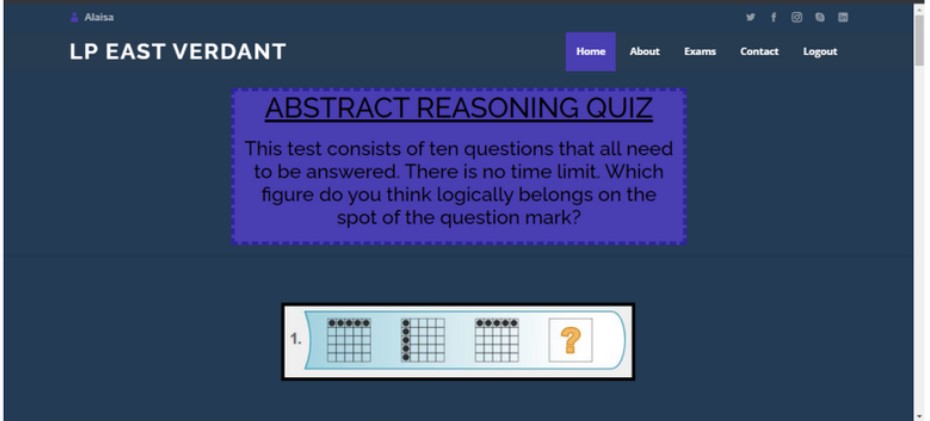 Alaisa
LP EAST VERDANT
Home About Exams Contact Logout
ABSTRACT REASONING QUIZ
This test consists of ten questions that all need
to be answered. There is no time limit. Which
figure do you think logically belongs on the
spot of the question mark?
1.
?